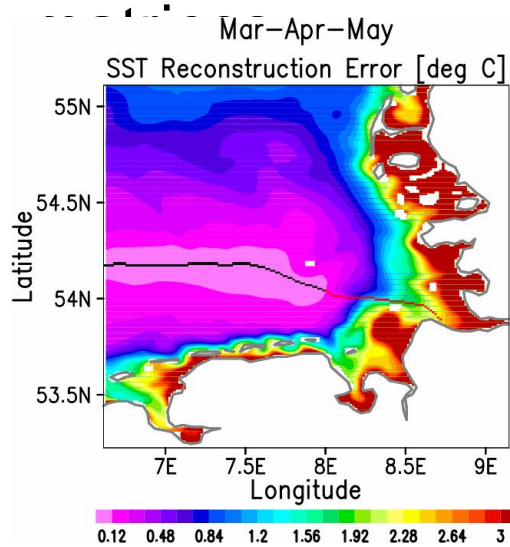 matrices
Mar-Apr-May
SST Reconstruction Error [deg C]
55N
54.5N
54N
53.5N
Latitude
7E 7.5E 8E 8.5E 9E
Longitude
0.12 0.48 0.84 1.2 1.56 1.92 2.28 2.64 3